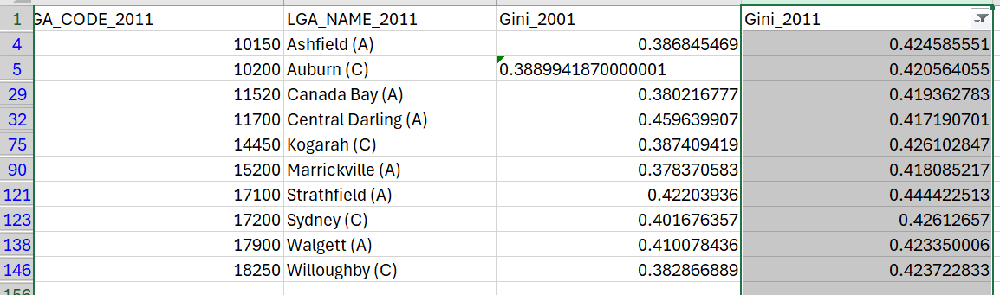 1 GA_CODE_2011 LGA_NAME_2011 Gini_2001 Gini_2011
4 10150 Ashfield (A) 0.386845469 0.424585551
5 10200 Auburn (C) 0.3889941870000001 0.420564055
29 11520 Canada Bay (A) 0.380216777 0.419362783
32 11700 Central Darling (A) 0.459639907 0.417190701
75 14450 Kogarah (C) 0.387409419 0.426102847
90 15200 Marrickville (A) 0.378370583 0.418085217
121 17100 Strathfield (A) 0.42203936 0.444422513
123 17200 Sydney (C) 0.401676357 0.42612657
138 17900 Walgett (A) 0.410078436 0.423350006
146 18250 Willoughby (C) 0.382866889 0.423722833
156